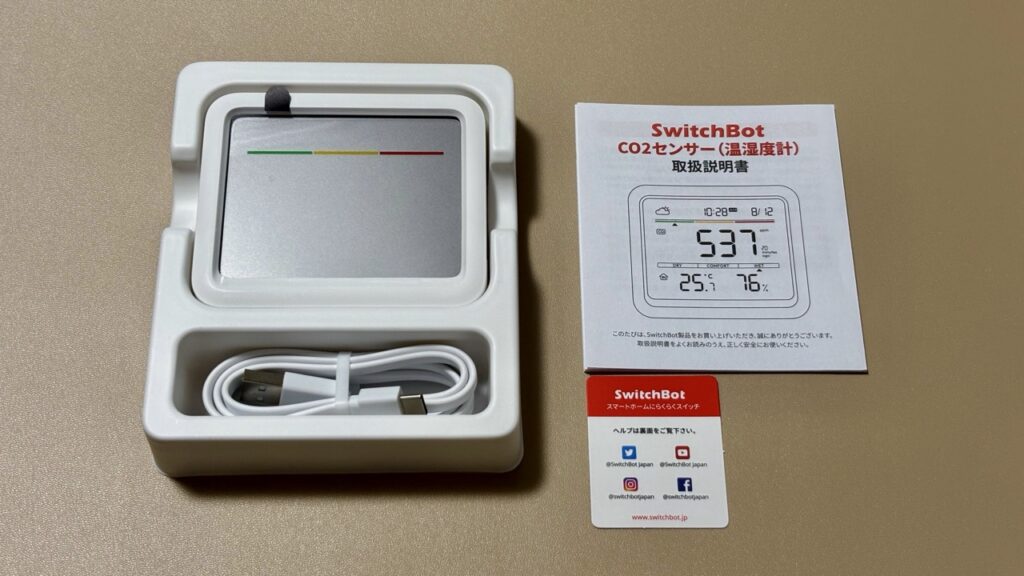 SwitchBot
CO2センサー(温湿度計)
取扱説明書
10:28 8/12
CO2 537 ppm
DRY COMFORT WET
25.7 °C 76 %
このたびは、SwitchBot製品をお買い上げいただき、誠にありがとうございます。
取扱説明書をよくお読みのうえ、正しく安全にお使いください。
SwitchBot
スマートホームにらくらくスイッチ
ヘルプは裏面をご覧下さい。
@SwitchBot Japan @SwitchBot Japan
@switchbotjapan @switchbotjapan
www.switchbot.jp